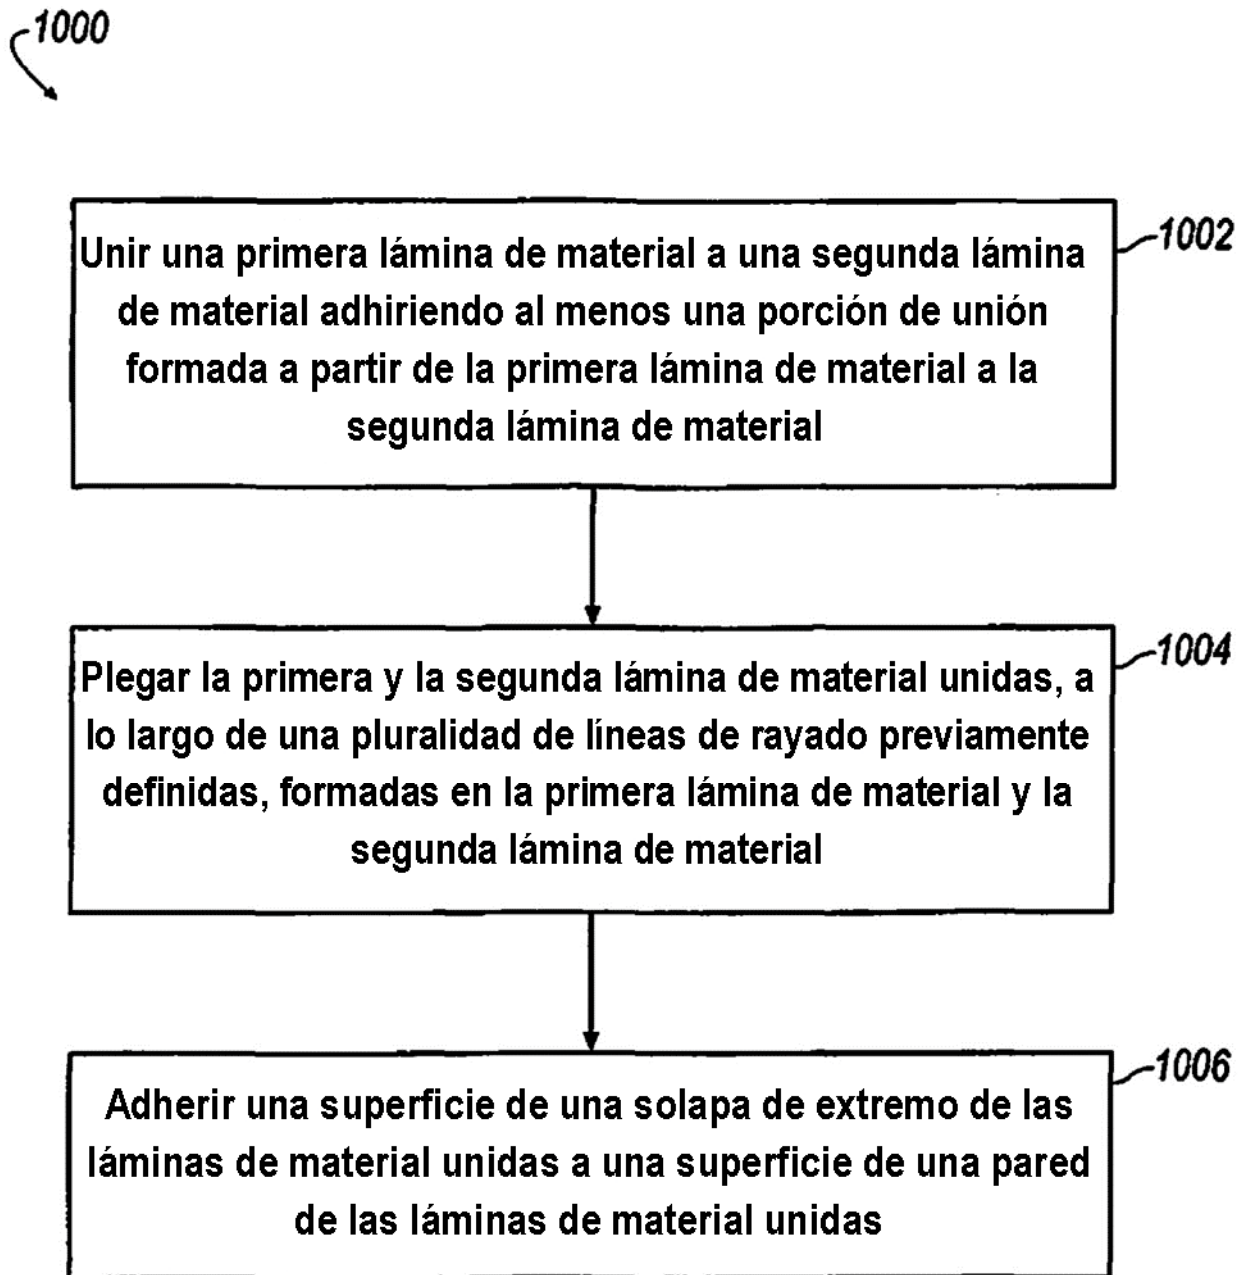 1000
Unir una primera lámina de material a una segunda lámina
1002
de material adhiriendo al menos una porción de unión
formada a partir de la primera lámina de material a la
segunda lámina de material
Plegar la primera y la segunda lámina de material unidas, a
1004
lo largo de una pluralidad de líneas de rayado previamente
definidas, formadas en la primera lámina de material y la
segunda lámina de material
Adherir una superficie de una solapa de extremo de las
1006
láminas de material unidas a una superficie de una pared
de las láminas de material unidas